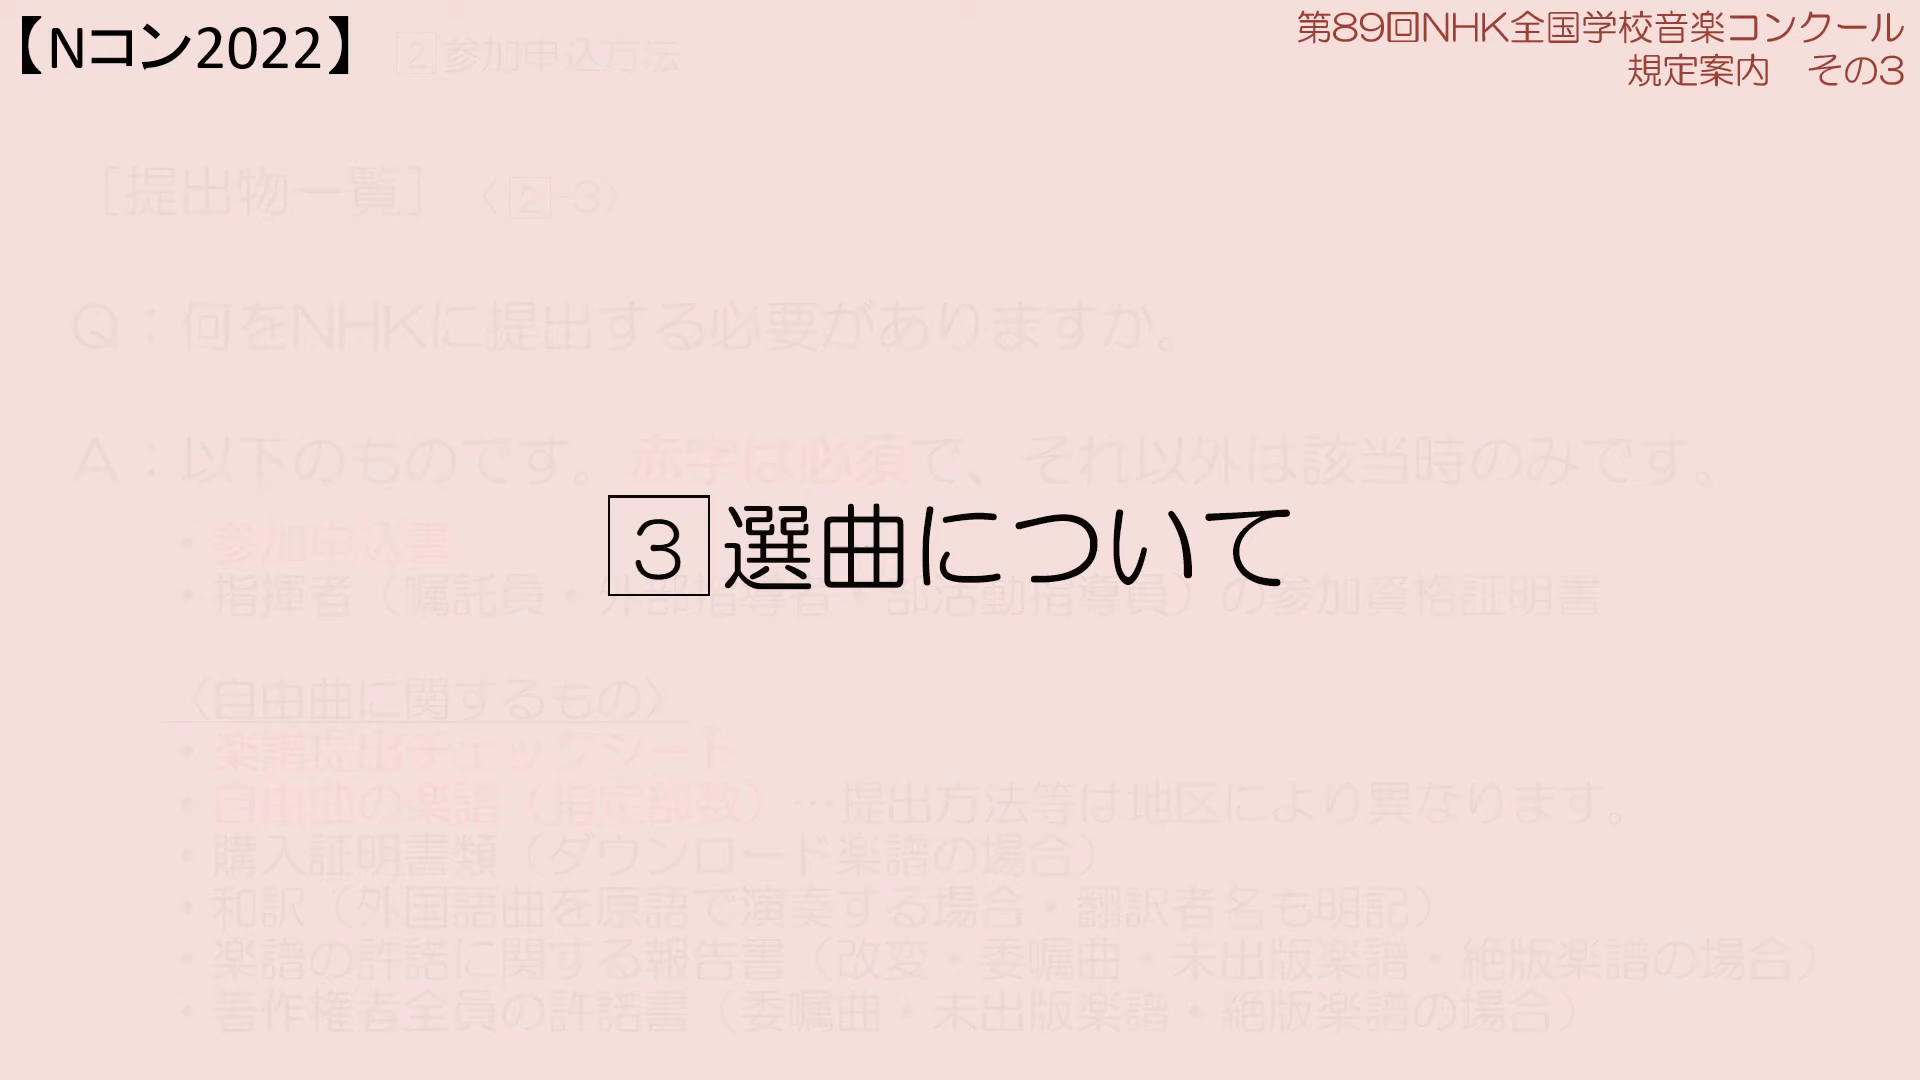 【Nコン2022】
第89回NHK全国学校音楽コンクール
規定案内　その3
2 参加申込方法
［提出物一覧］〈2-3〉
Q：何をNHKに提出する必要がありますか。
A：以下のものです。赤字は必須で、それ以外は該当時のみです。
・参加申込書
3 選曲について
・指揮者（嘱託員・外部指導者・部活動指導員）の参加資格証明書
〈自由曲に関するもの〉
・楽譜提出チェックシート
・自由曲の楽譜（指定部数）…提出方法等は地区により異なります。
・購入証明書類（ダウンロード楽譜の場合）
・和訳（外国語曲を原語で演奏する場合・翻訳者名も明記）
・楽譜の許諾に関する報告書（改変・委嘱曲・未出版楽譜・絶版楽譜の場合）
・著作権者全員の許諾書（委嘱曲・未出版楽譜・絶版楽譜の場合）